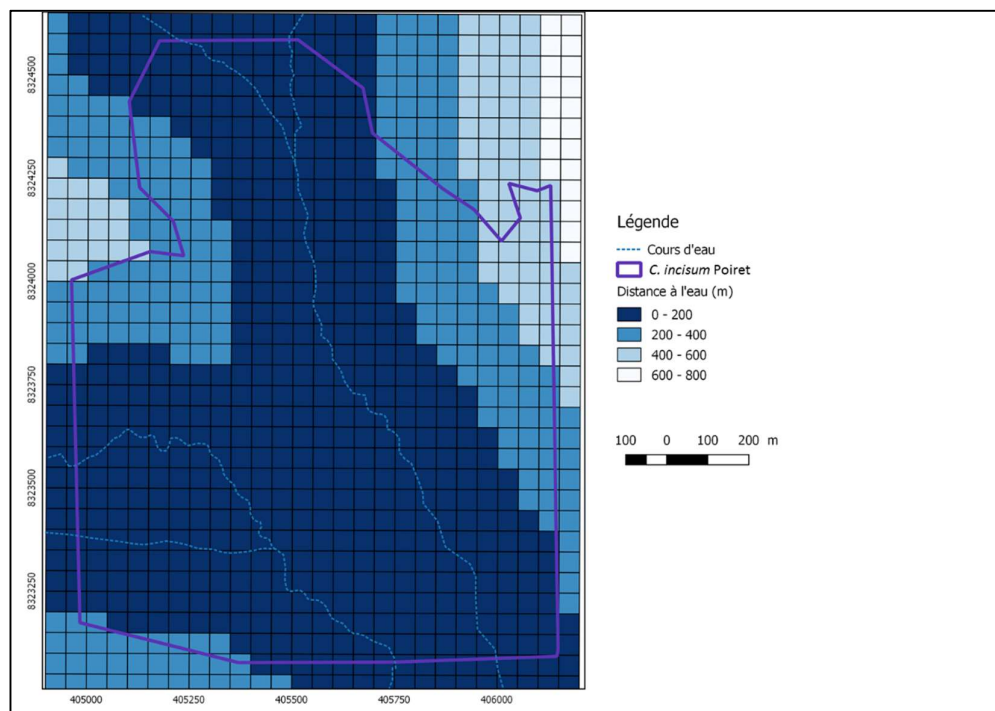 8324500
8324250
8324000
8323750
8323500
8323250
405000 405250 405500 405750 406000
Légende
Cours d'eau
C. incisum Poiret
Distance à l'eau (m)
0 - 200
200 - 400
400 - 600
600 - 800
100 0 100 200 m